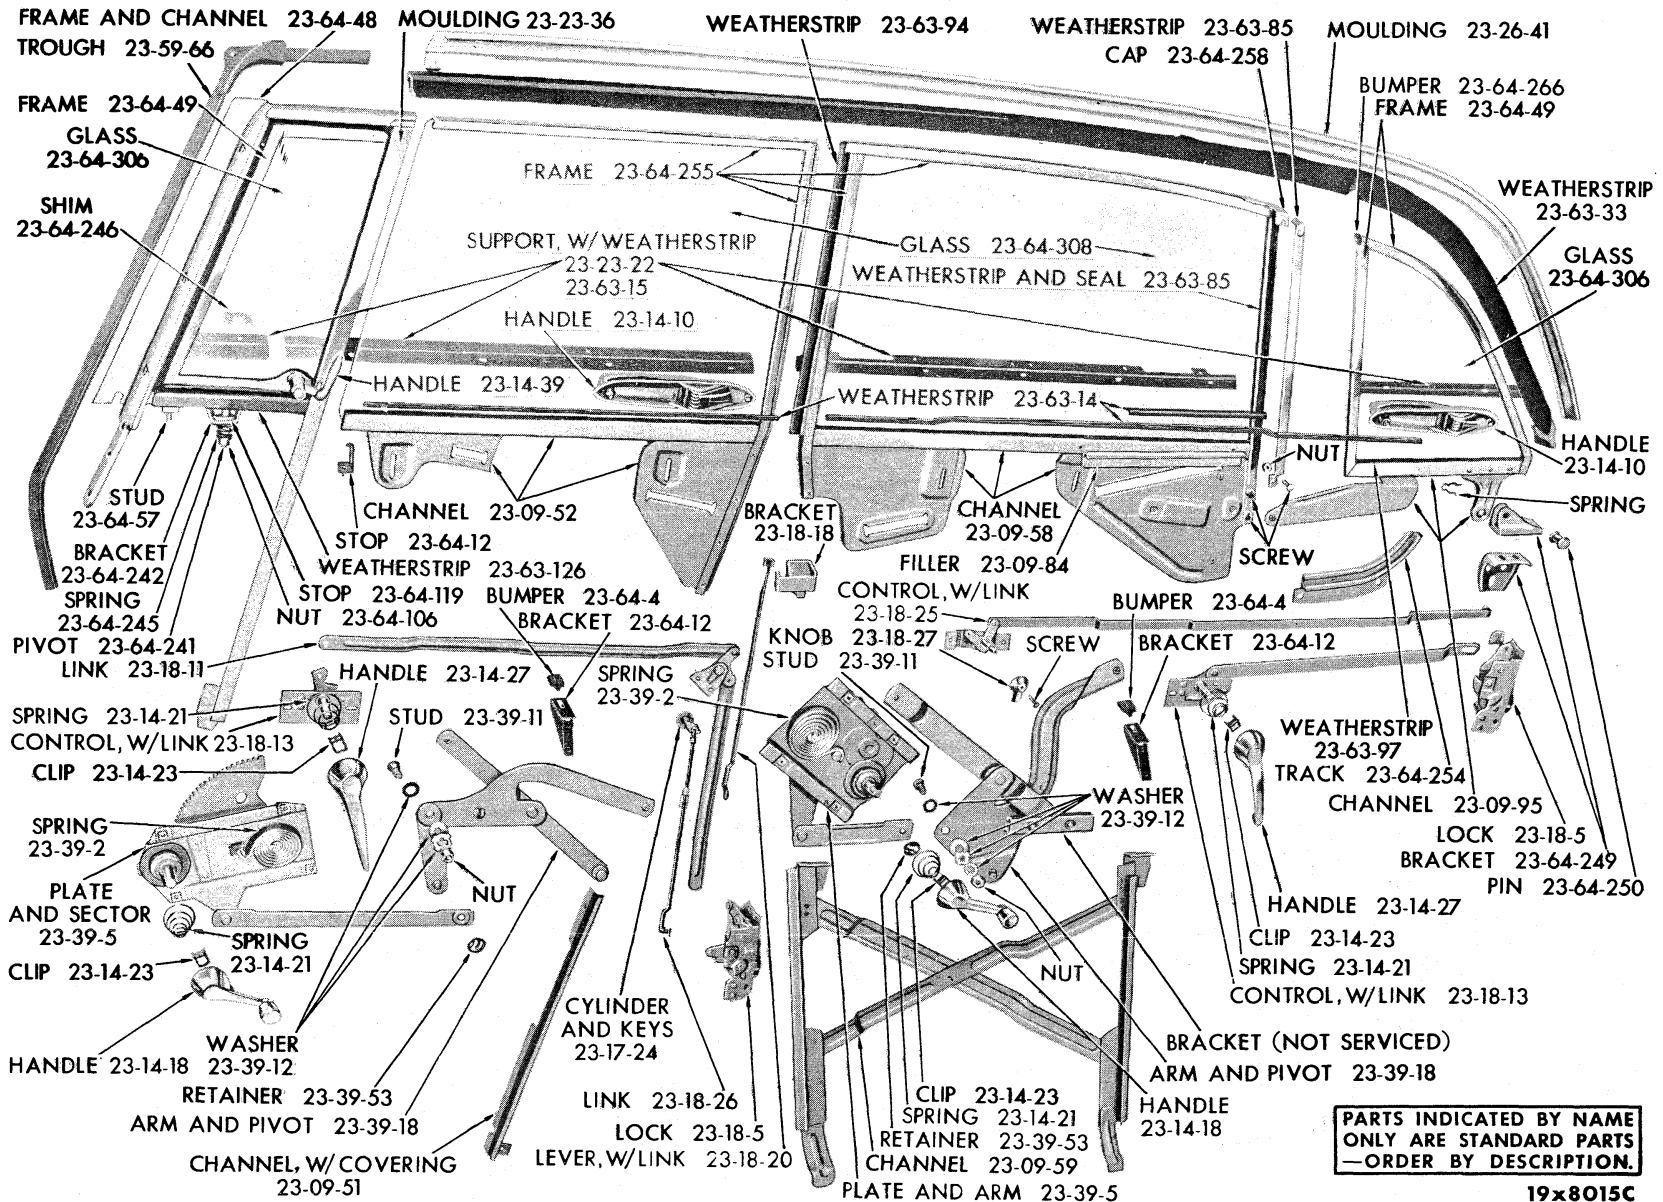 FRAME AND CHANNEL 23-64-48
MOULDING 23-23-36
WEATHERSTRIP 23-63-94
WEATHERSTRIP 23-63-85
CAP 23-64-258
MOULDING 23-26-41
TROUGH 23-59-66
BUMPER 23-64-266
FRAME 23-64-49
FRAME 23-64-49
GLASS
23-64-306
FRAME 23-64-255
WEATHERSTRIP
23-63-33
SHIM
23-64-246
SUPPORT, W/WEATHERSTRIP
23-23-22
23-63-15
GLASS 23-64-308
WEATHERSTRIP AND SEAL 23-63-85
GLASS
23-64-306
HANDLE 23-14-10
HANDLE 23-14-39
WEATHERSTRIP 23-63-14
NUT
HANDLE
23-14-10
STUD
23-64-57
CHANNEL 23-09-52
BRACKET
23-18-18
CHANNEL
23-09-58
SPRING
STOP 23-64-12
FILLER 23-09-84
SCREW
BRACKET
23-64-242
WEATHERSTRIP 23-63-126
CONTROL, W/LINK
23-18-25
SPRING
23-64-245
STOP 23-64-119
BUMPER 23-64-4
BUMPER 23-64-4
NUT 23-64-106
BRACKET 23-64-12
KNOB 23-18-27
STUD 23-39-11
SCREW
BRACKET 23-64-12
PIVOT 23-64-241
LINK 23-18-11
HANDLE 23-14-27
SPRING
23-39-2
SPRING 23-14-21
STUD 23-39-11
CONTROL, W/LINK 23-18-13
WEATHERSTRIP
23-63-97
CLIP 23-14-23
TRACK 23-64-254
WASHER
23-39-12
CHANNEL 23-09-95
SPRING
23-39-2
LOCK 23-18-5
BRACKET 23-64-249
PIN 23-64-250
PLATE
AND SECTOR
23-39-5
NUT
HANDLE 23-14-27
SPRING
23-14-21
CLIP 23-14-23
CLIP 23-14-23
NUT
SPRING 23-14-21
CONTROL, W/LINK 23-18-13
CYLINDER
AND KEYS
23-17-24
HANDLE 23-14-18
WASHER
23-39-12
BRACKET (NOT SERVICED)
ARM AND PIVOT 23-39-18
RETAINER 23-39-53
LINK 23-18-26
CLIP 23-14-23
HANDLE
23-14-18
ARM AND PIVOT 23-39-18
LOCK 23-18-5
SPRING 23-14-21
RETAINER 23-39-53
CHANNEL, W/COVERING
23-09-51
LEVER, W/LINK 23-18-20
CHANNEL 23-09-59
PLATE AND ARM 23-39-5
PARTS INDICATED BY NAME
ONLY ARE STANDARD PARTS
—ORDER BY DESCRIPTION.
19x8015C